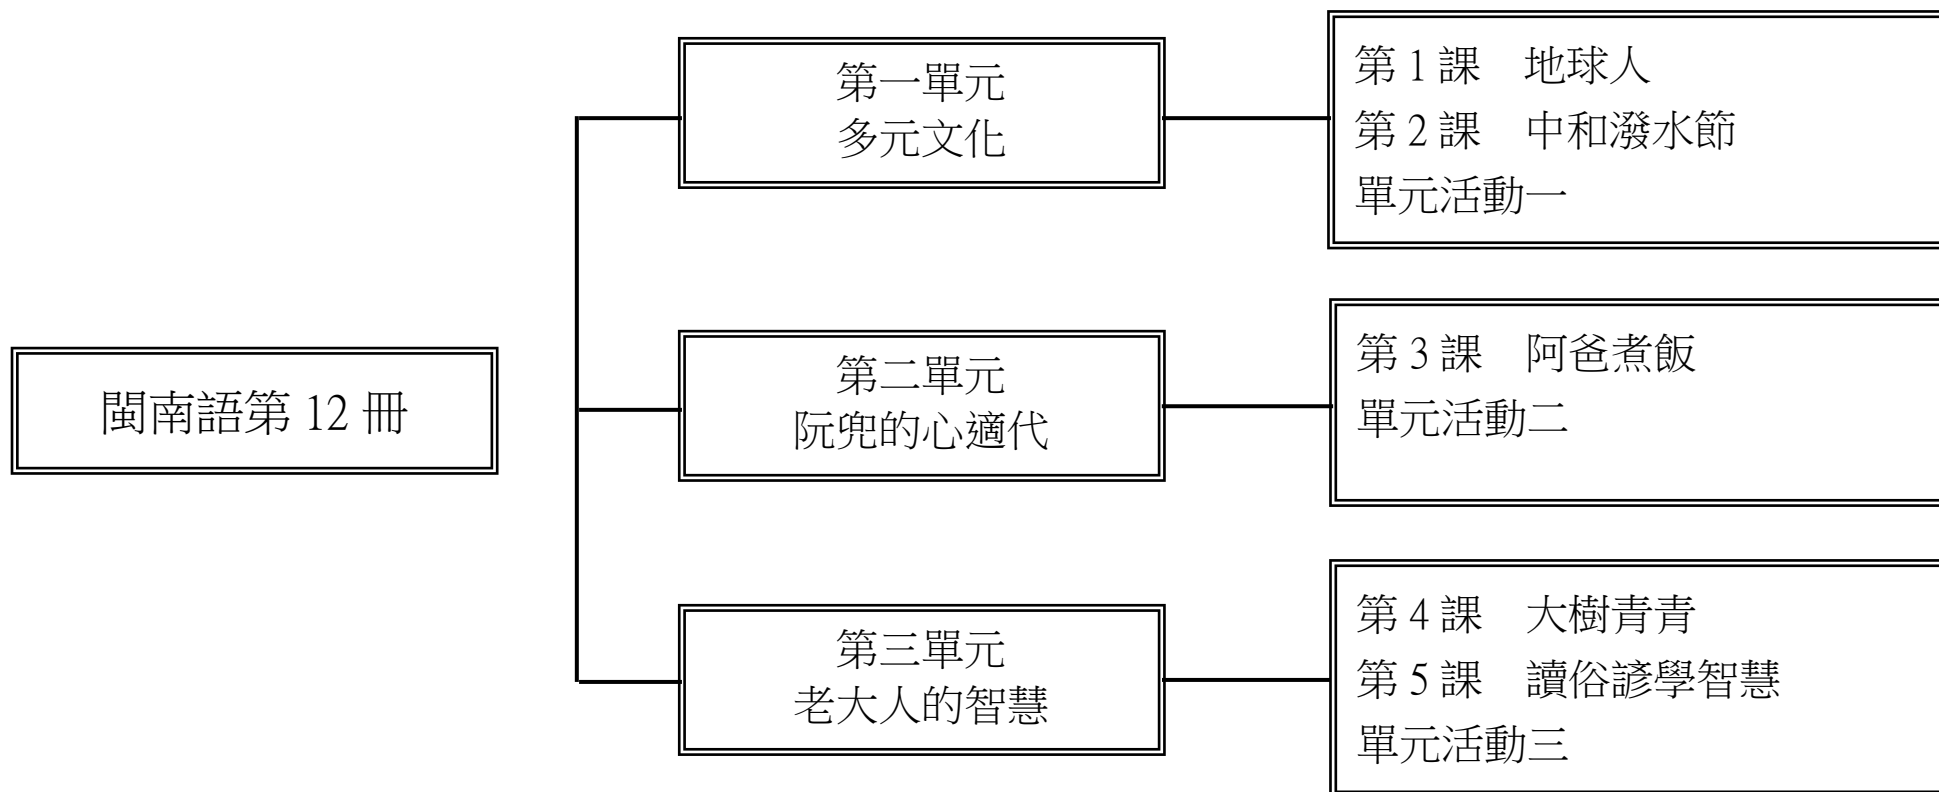 閩南語第 12 冊
第一單元
多元文化
第 1 課　地球人
第 2 課　中和潑水節
單元活動一
第二單元
阮兜的心適代
第 3 課　阿爸煮飯
單元活動二
第三單元
老大人的智慧
第 4 課　大樹青青
第 5 課　讀俗諺學智慧
單元活動三